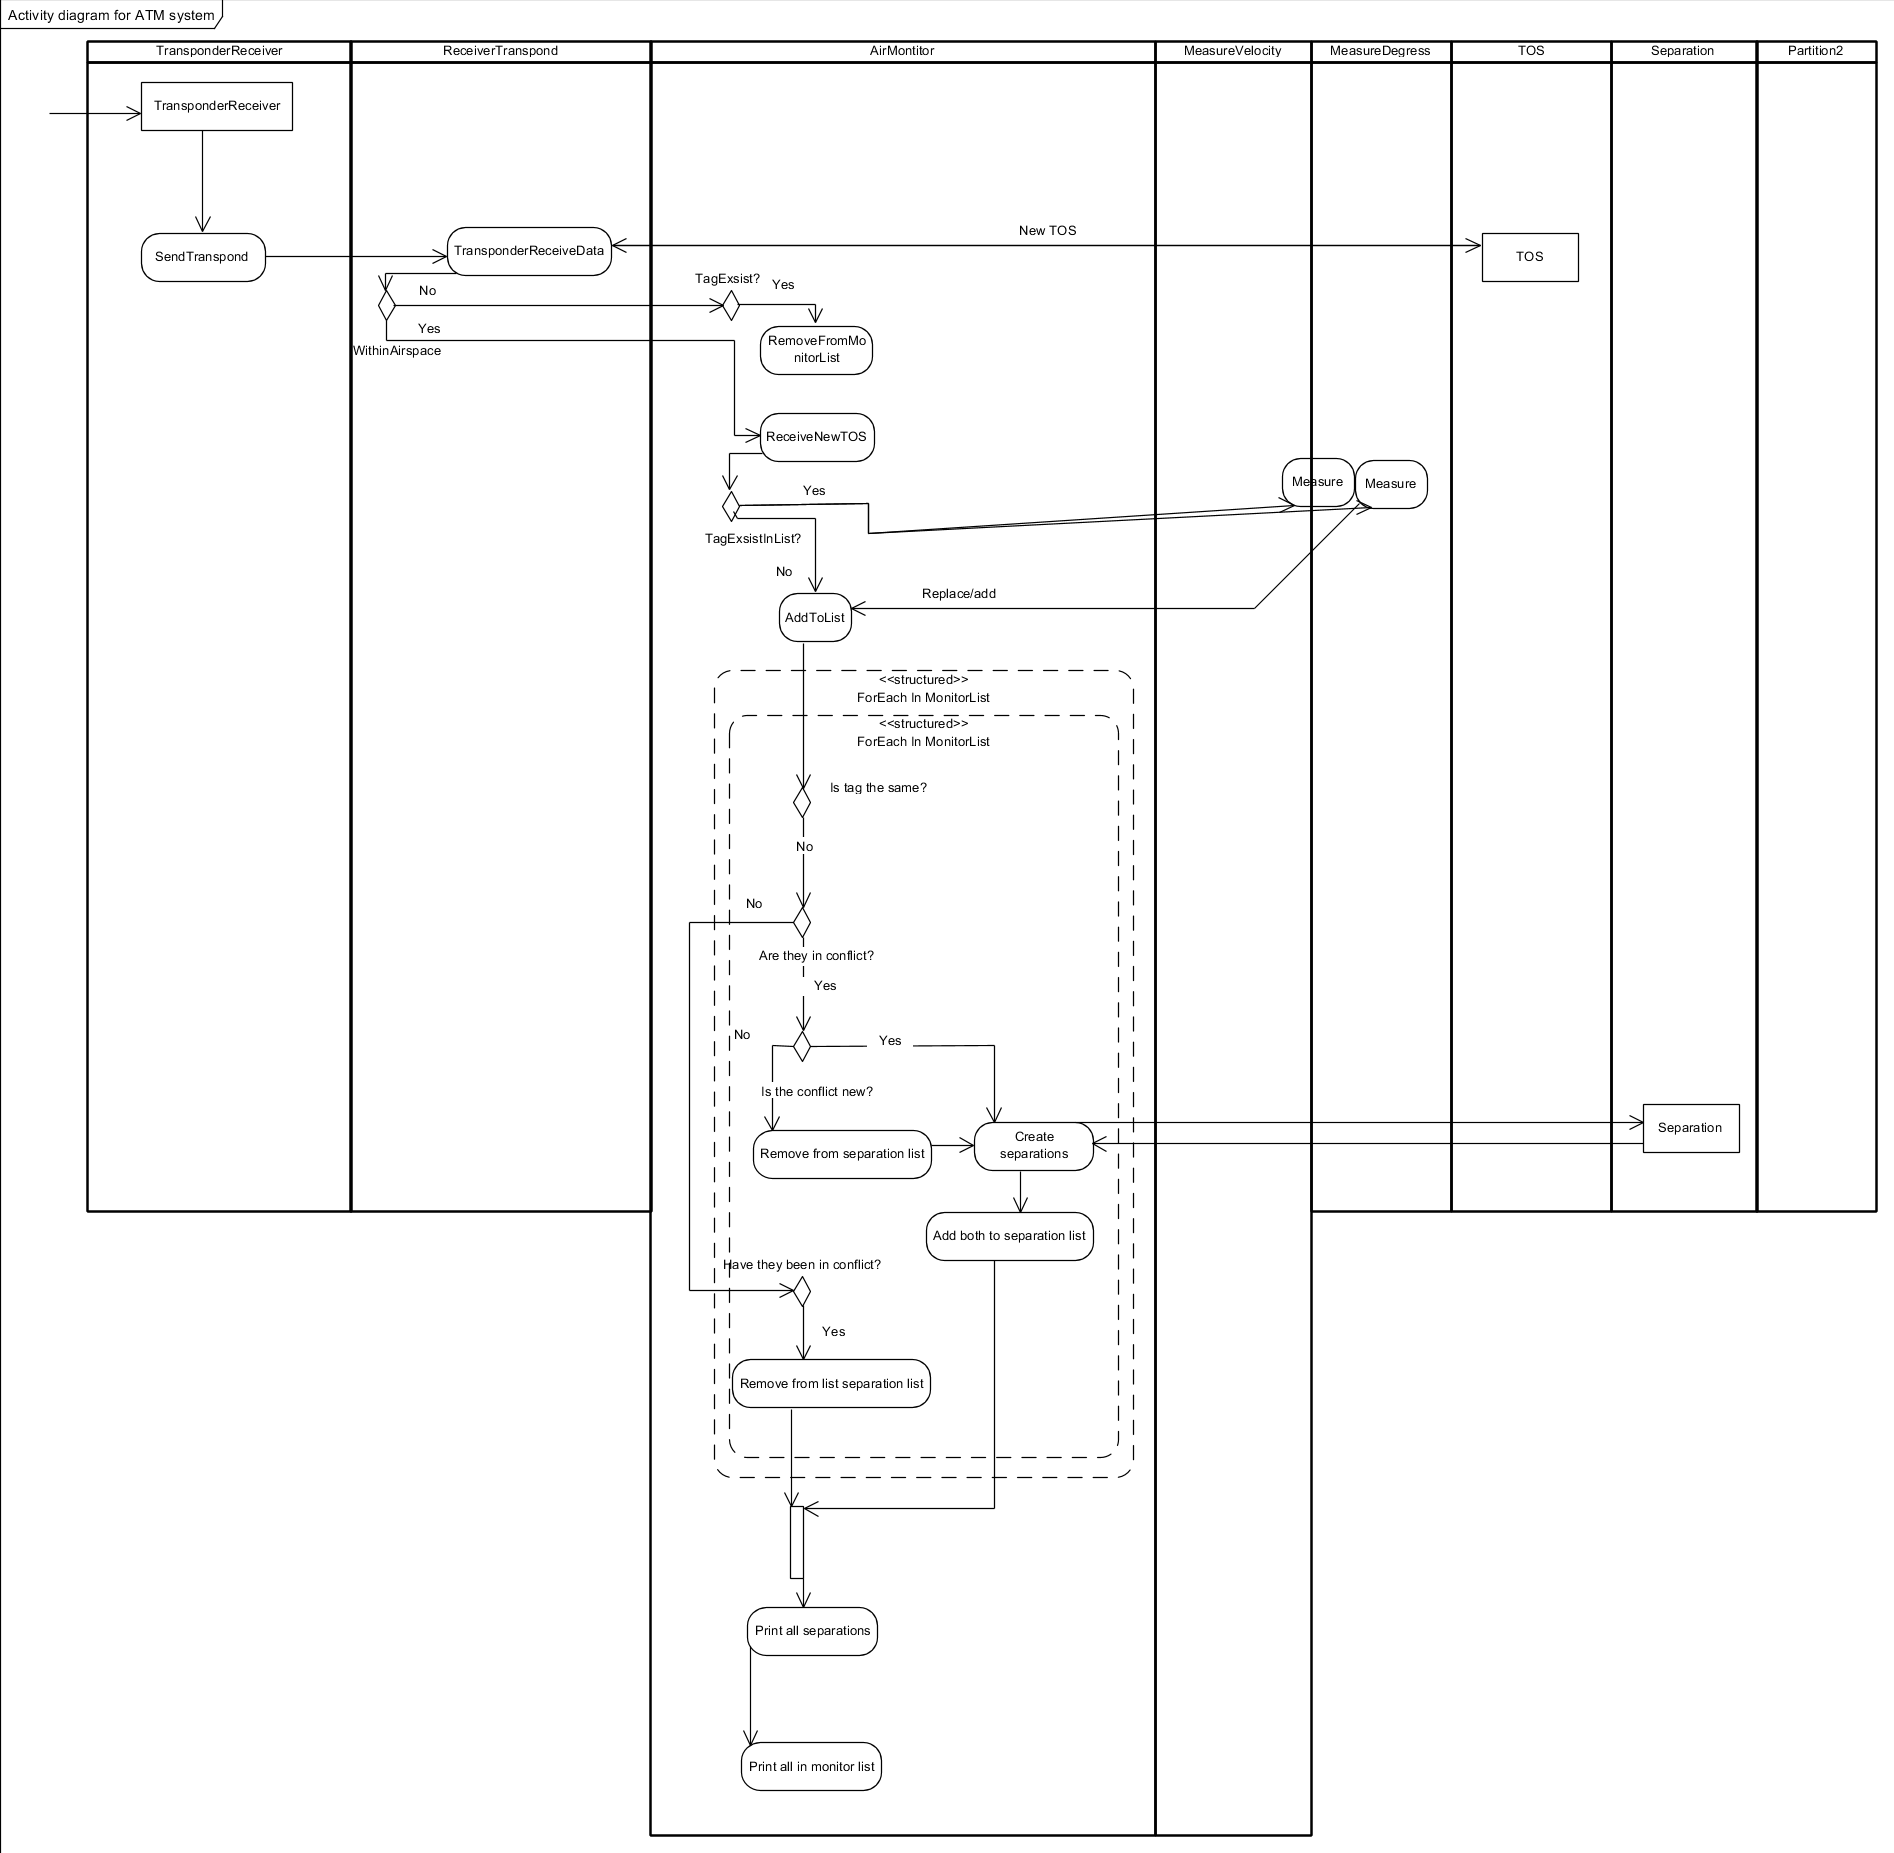 Activity diagram for ATM system
TransponderReceiver
ReceiverTranspond
AirMontitor
MeasureVelocity
MeasureDegress
TOS
Separation
Partition2
TransponderReceiver
SendTranspond
TransponderReceiveData
New TOS
TOS
No
TagExsist?
Yes
Yes
WithinAirspace
RemoveFromMo
nitorList
ReceiveNewTOS
Yes
Measure
Measure
TagExsistInList?
No
Replace/add
AddToList
<<structured>>
ForEach In MonitorList
<<structured>>
ForEach In MonitorList
Is tag the same?
No
No
Are they in conflict?
Yes
No
Yes
Is the conflict new?
Remove from separation list
Create
separations
Separation
Add both to separation list
Have they been in conflict?
Yes
Remove from list separation list
Print all separations
Print all in monitor list